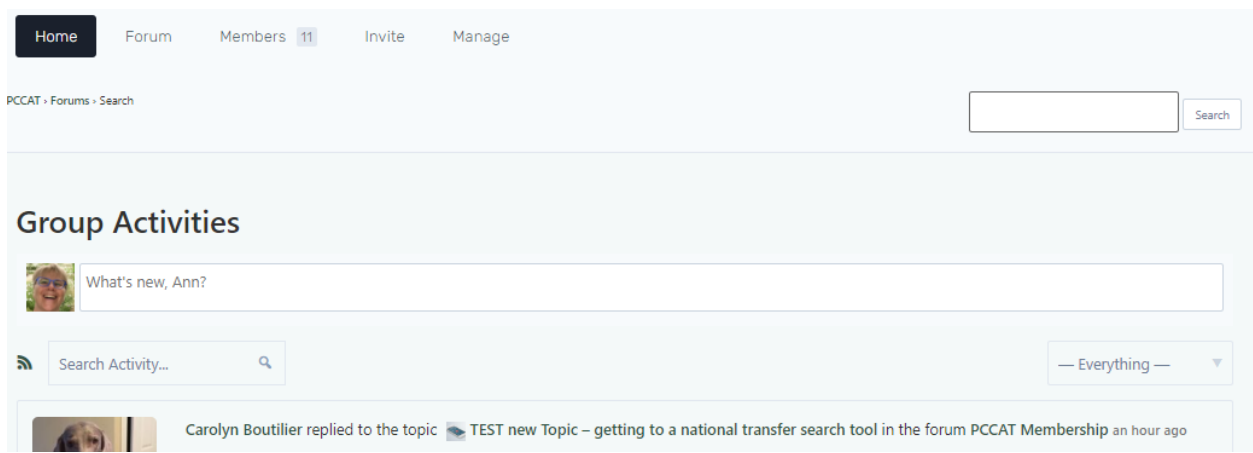 Home Forum Members 11 Invite Manage
PCCAT › Forums › Search
Search
Group Activities
What's new, Ann?
Search Activity...
— Everything —
Carolyn Boutilier replied to the topic TEST new Topic – getting to a national transfer search tool in the forum PCCAT Membership an hour ago